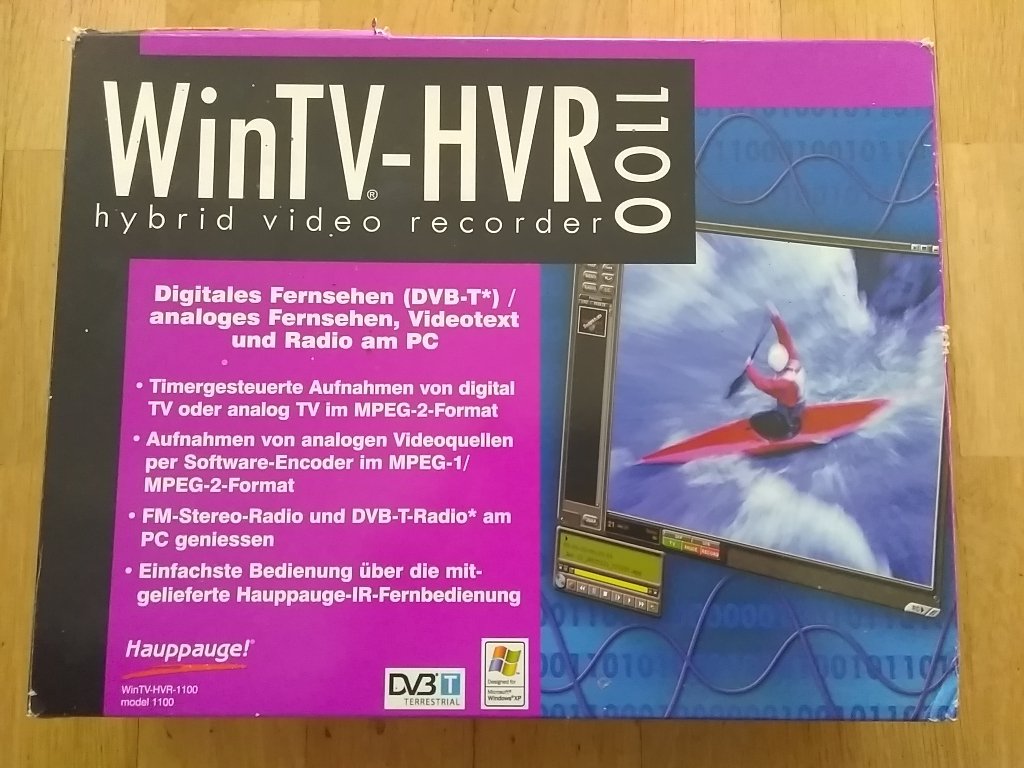 WinTV®-HVR
1100
hybrid video recorder
Digitales Fernsehen (DVB-T*) /
analoges Fernsehen, Videotext
und Radio am PC
• Timergesteuerte Aufnahmen von digital
TV oder analog TV im MPEG-2-Format
• Aufnahmen von analogen Videoquellen
per Software-Encoder im MPEG-1/
MPEG-2-Format
• FM-Stereo-Radio und DVB-T-Radio* am
PC geniessen
• Einfachste Bedienung über die mit-
gelieferte Hauppauge-IR-Fernbedienung
Hauppauge!®
WinTV-HVR-1100
model 1100
DVB T
TERRESTRIAL
Designed for
Microsoft®
Windows®XP